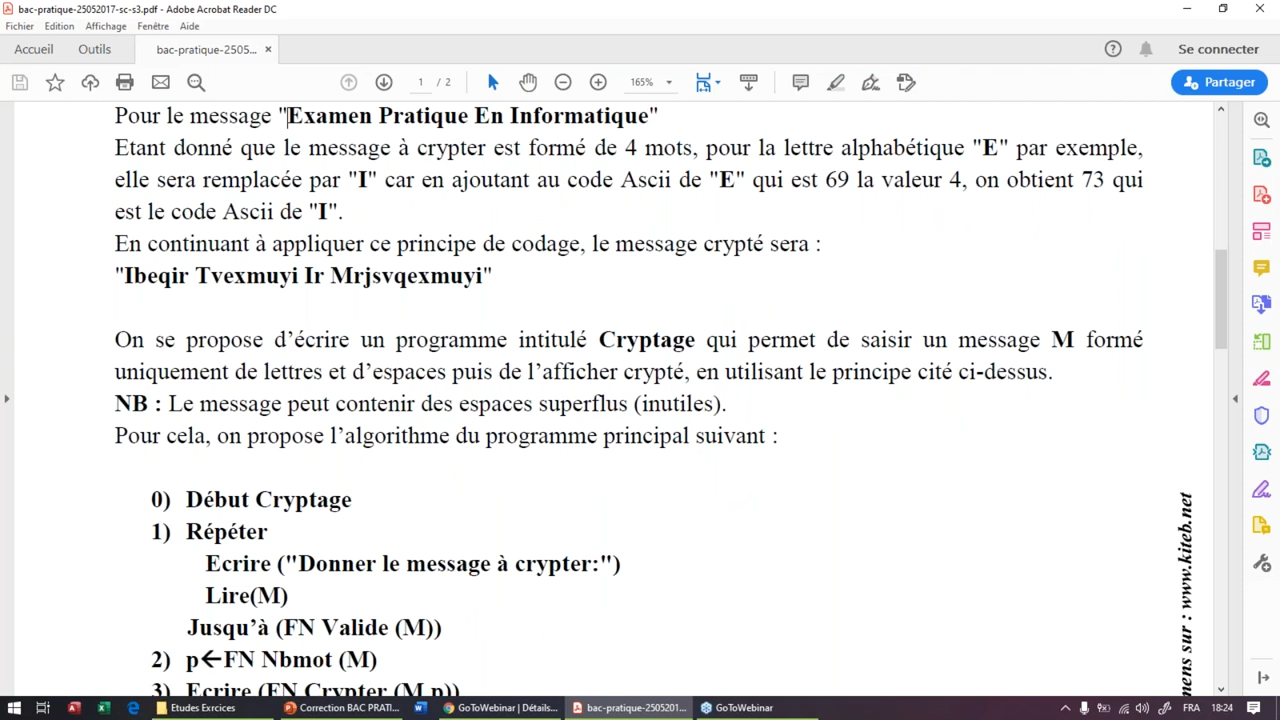 bac-pratique-25052017-sc-s3.pdf - Adobe Acrobat Reader DC
Fichier Edition Affichage Fenêtre Aide
Accueil Outils bac-pratique-2505... × Se connecter
1 / 2 165% Partager
Pour le message "Examen Pratique En Informatique"
Etant donné que le message à crypter est formé de 4 mots, pour la lettre alphabétique "E" par exemple,
elle sera remplacée par "I" car en ajoutant au code Ascii de "E" qui est 69 la valeur 4, on obtient 73 qui
est le code Ascii de "I".
En continuant à appliquer ce principe de codage, le message crypté sera :
"Ibeqir Tvexmuyi Ir Mrjsvqexmuyi"
On se propose d'écrire un programme intitulé Cryptage qui permet de saisir un message M formé
uniquement de lettres et d'espaces puis de l'afficher crypté, en utilisant le principe cité ci-dessus.
NB : Le message peut contenir des espaces superflus (inutiles).
Pour cela, on propose l'algorithme du programme principal suivant :
0) Début Cryptage
1) Répéter
Ecrire ("Donner le message à crypter:")
Lire(M)
Jusqu'à (FN Valide (M))
2) p←FN Nbmot (M)
3) Ecrire (FN Crypter (M,p))
mens sur : www.kiteb.net
Etudes Exrcices Correction BAC PRATI... GoToWebinar | Détails... bac-pratique-2505201... GoToWebinar FRA 18:24